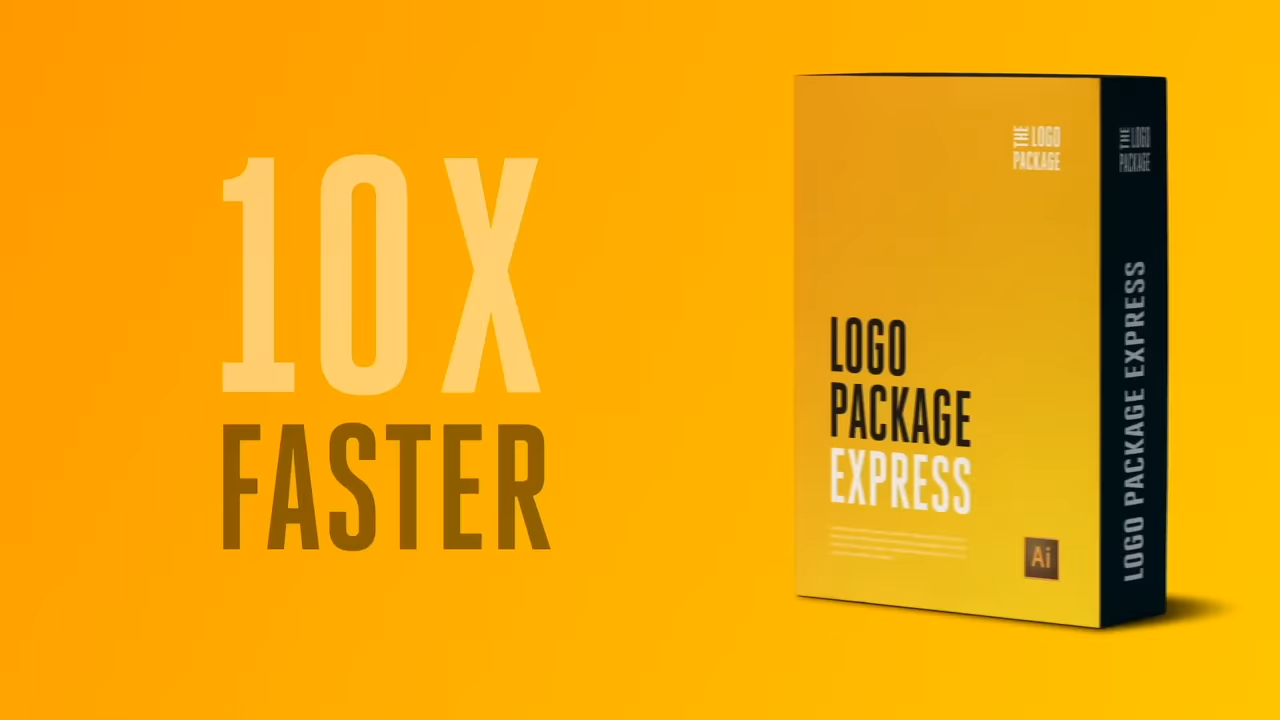 10X
FASTER
THE LOGO
PACKAGE
LOGO
PACKAGE
EXPRESS
Ai
THE LOGO
PACKAGE
LOGO PACKAGE EXPRESS